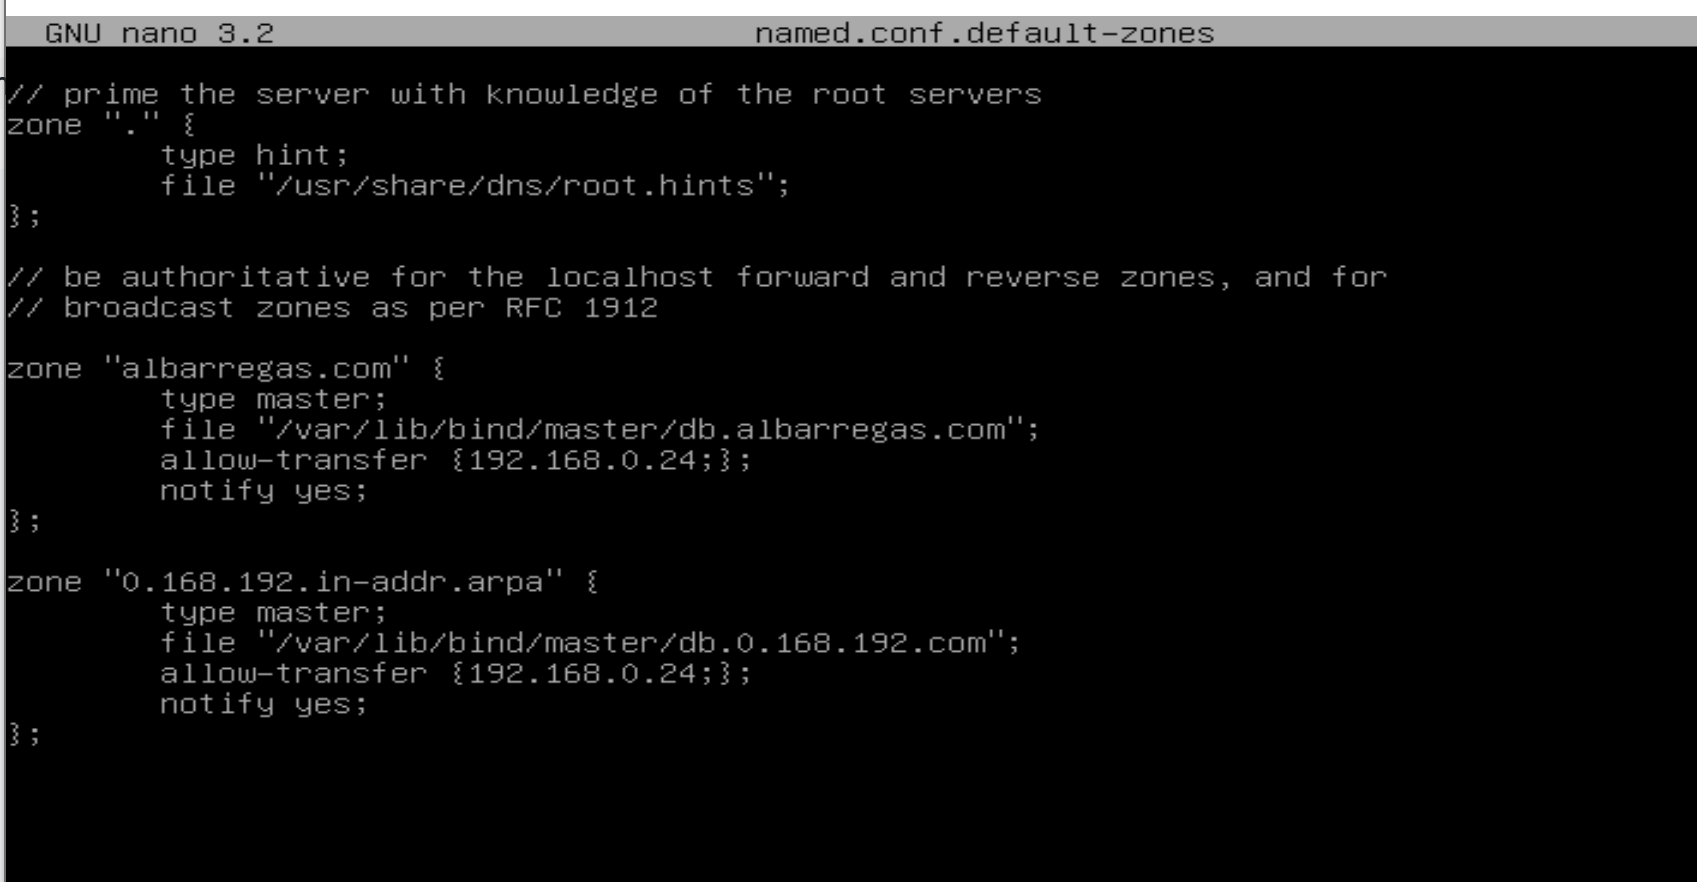 GNU nano 3.2 named.conf.default-zones
// prime the server with knowledge of the root servers
zone "." {
type hint;
file "/usr/share/dns/root.hints";
};
// be authoritative for the localhost forward and reverse zones, and for
// broadcast zones as per RFC 1912
zone "albarregas.com" {
type master;
file "/var/lib/bind/master/db.albarregas.com";
allow-transfer {192.168.0.24;};
notify yes;
};
zone "0.168.192.in-addr.arpa" {
type master;
file "/var/lib/bind/master/db.0.168.192.com";
allow-transfer {192.168.0.24;};
notify yes;
};